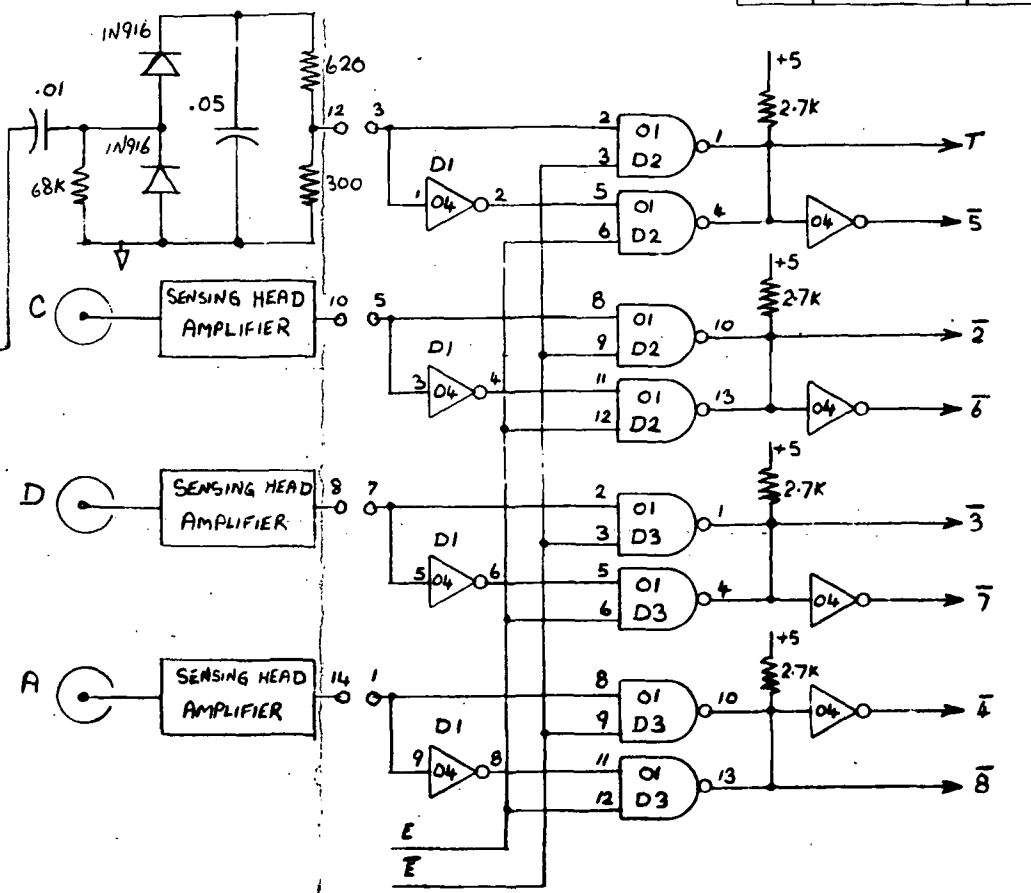 1N916
620
.01
.05
12 3
1N916
68K
300
D1
1 04 2
2 01 1
3 D2
5 01 4
6 D2
+5
2.7K
T
04
5̅
C
SENSING HEAD
AMPLIFIER
10 5
D1
3 04 4
8 01 10
9 D2
11 01 13
12 D2
+5
2.7K
2̅
04
6̅
D
SENSING HEAD
AMPLIFIER
8 7
D1
5 04 6
2 01 1
3 D3
5 01 4
6 D3
+5
2.7K
3̅
04
7̅
A
SENSING HEAD
AMPLIFIER
14 1
D1
9 04 8
8 01 10
9 D3
11 01 13
12 D3
+5
2.7K
04
4̅
8̅
E
E̅